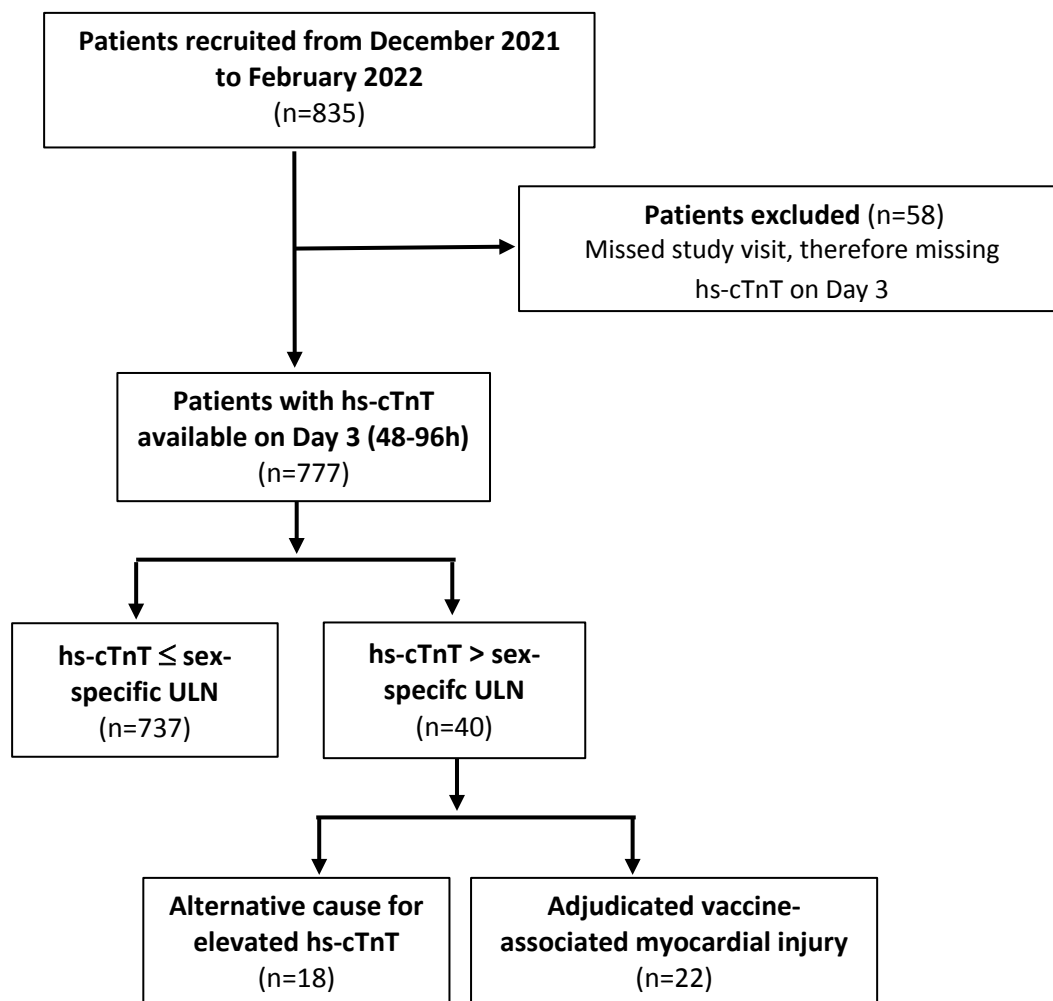 Patients recruited from December 2021
to February 2022
(n=835)
Patients excluded (n=58)
Missed study visit, therefore missing
hs-cTnT on Day 3
Patients with hs-cTnT
available on Day 3 (48-96h)
(n=777)
hs-cTnT ≤ sex-
specific ULN
(n=737)
hs-cTnT > sex-
specifc ULN
(n=40)
Alternative cause for
elevated hs-cTnT
(n=18)
Adjudicated vaccine-
associated myocardial injury
(n=22)